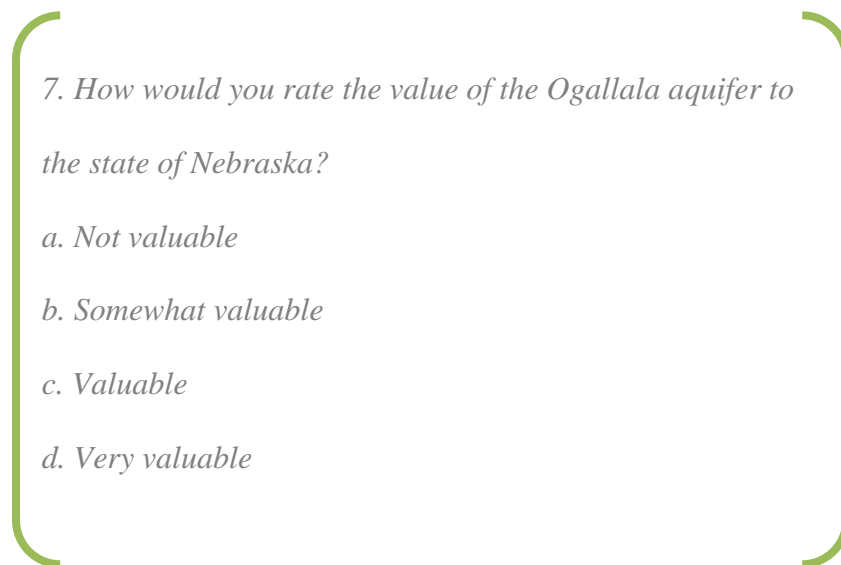 7. How would you rate the value of the Ogallala aquifer to
the state of Nebraska?
a. Not valuable
b. Somewhat valuable
c. Valuable
d. Very valuable